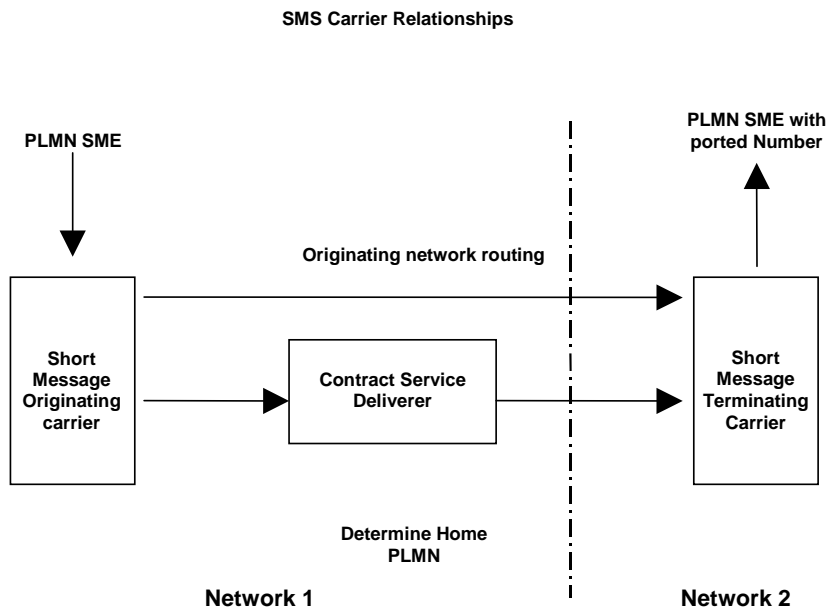 SMS Carrier Relationships
PLMN SME
PLMN SME with
ported Number
Originating network routing
Short
Message
Originating
carrier
Contract Service
Deliverer
Short
Message
Terminating
Carrier
Determine Home
PLMN
Network 1
Network 2